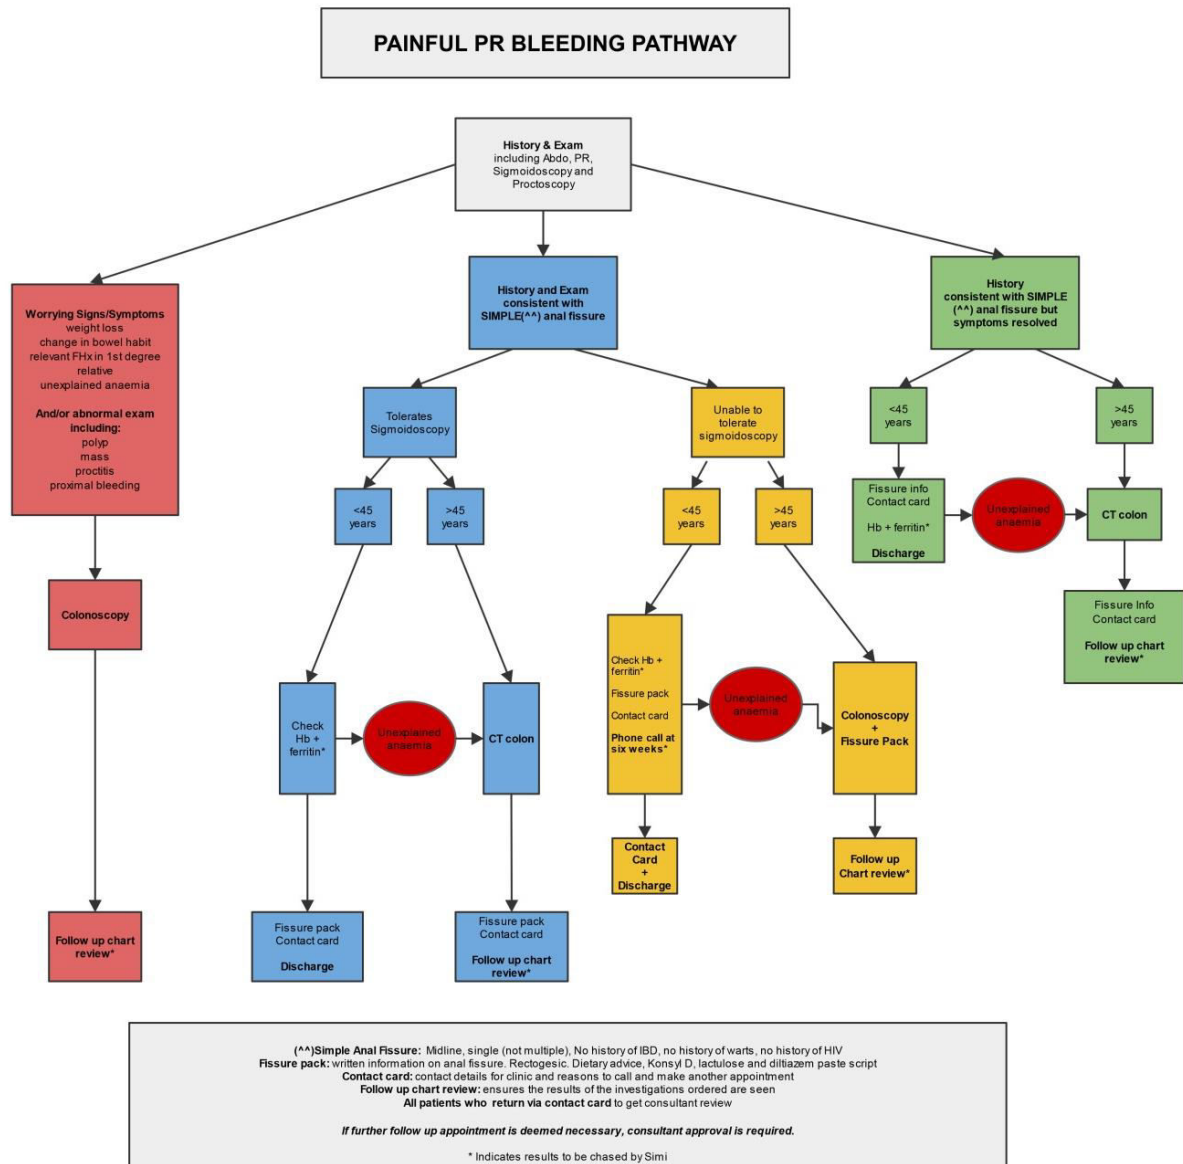 PAINFUL PR BLEEDING PATHWAY
History & Exam
including Abdo, PR,
Sigmoidoscopy and
Proctoscopy
Worrying Signs/Symptoms
weight loss
change in bowel habit
relevant FHx in 1st degree
relative
unexplained anaemia
And/or abnormal exam
including:
polyp
mass
proctitis
proximal bleeding
Colonoscopy
Follow up chart
review*
History and Exam
consistent with
SIMPLE(^^) anal fissure
Tolerates
Sigmoidoscopy
<45
years
>45
years
Check
Hb +
ferritin*
Unexplained
anaemia
CT colon
Fissure pack
Contact card
Discharge
Fissure pack
Contact card
Follow up chart
review*
Unable to
tolerate
sigmoidoscopy
<45
years
>45
years
Check Hb +
ferritin*
Fissure pack
Contact card
Phone call at
six weeks*
Unexplained
anaemia
Colonoscopy
+
Fissure Pack
Contact
Card
+
Discharge
Follow up
Chart review*
History
consistent with SIMPLE
(^^) anal fissure but
symptoms resolved
<45
years
>45
years
Fissure info
Contact card
Hb + ferritin*
Discharge
Unexplained
anaemia
CT colon
Fissure Info
Contact card
Follow up chart
review*
(^^)Simple Anal Fissure: Midline, single (not multiple), No history of IBD, no history of warts, no history of HIV
Fissure pack: written information on anal fissure. Rectogesic. Dietary advice, Konsyl D, lactulose and diltiazem paste script
Contact card: contact details for clinic and reasons to call and make another appointment
Follow up chart review: ensures the results of the investigations ordered are seen
All patients who return via contact card to get consultant review
If further follow up appointment is deemed necessary, consultant approval is required.
* Indicates results to be chased by Simi